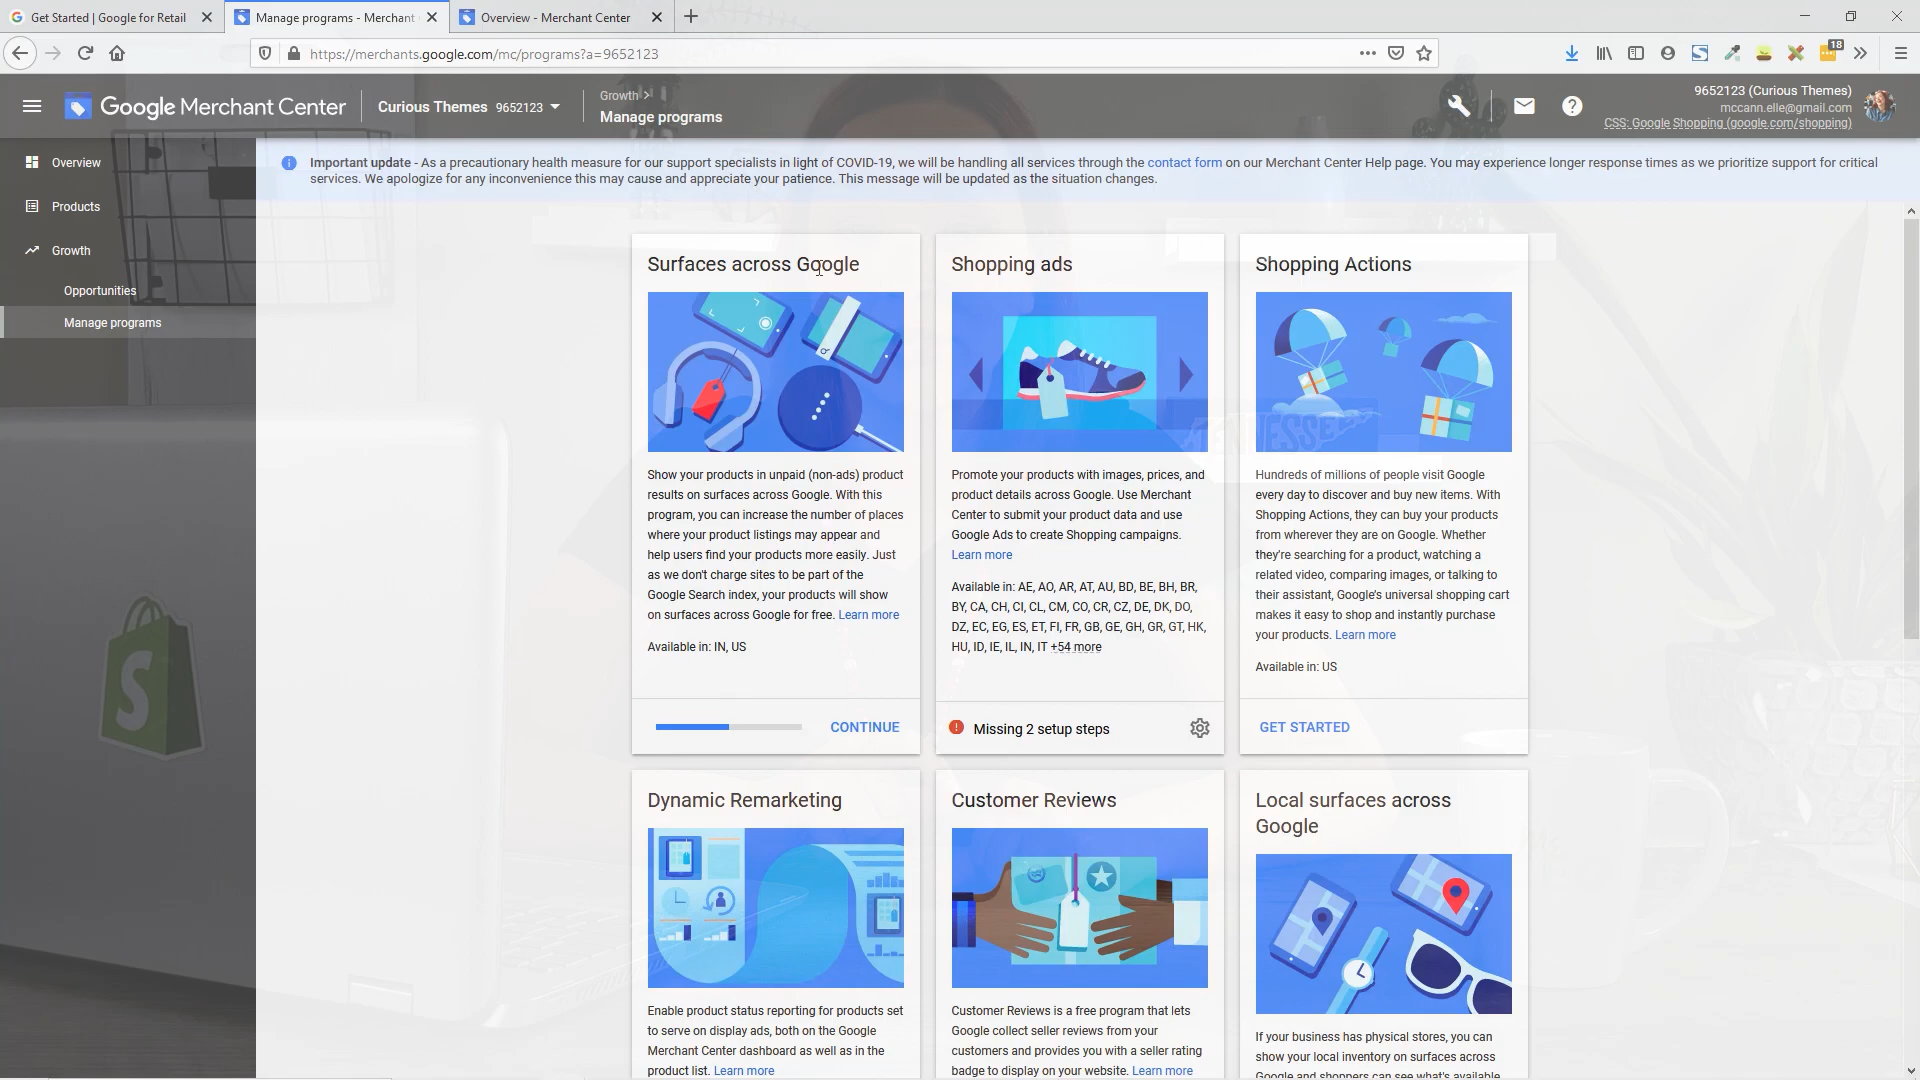 Get Started | Google for Retail
Manage programs - Merchant
Overview - Merchant Center
https://merchants.google.com/mc/programs?a=9652123
18
Google Merchant Center
Curious Themes 9652123
Growth >
Manage programs
9652123 (Curious Themes)
mccann.elle@gmail.com
CSS: Google Shopping (google.com/shopping)
Overview
Products
Growth
Opportunities
Manage programs
Important update - As a precautionary health measure for our support specialists in light of COVID-19, we will be handling all services through the contact form on our Merchant Center Help page. You may experience longer response times as we prioritize support for critical
services. We apologize for any inconvenience this may cause and appreciate your patience. This message will be updated as the situation changes.
Surfaces across Google
Show your products in unpaid (non-ads) product
results on surfaces across Google. With this
program, you can increase the number of places
where your product listings may appear and
help users find your products more easily. Just
as we don't charge sites to be part of the
Google Search index, your products will show
on surfaces across Google for free. Learn more
Available in: IN, US
CONTINUE
Shopping ads
Promote your products with images, prices, and
product details across Google. Use Merchant
Center to submit your product data and use
Google Ads to create Shopping campaigns.
Learn more
Available in: AE, AO, AR, AT, AU, BD, BE, BH, BR,
BY, CA, CH, CI, CL, CM, CO, CR, CZ, DE, DK, DO,
DZ, EC, EG, ES, ET, FI, FR, GB, GE, GH, GR, GT, HK,
HU, ID, IE, IL, IN, IT +54 more
Missing 2 setup steps
Shopping Actions
Hundreds of millions of people visit Google
every day to discover and buy new items. With
Shopping Actions, they can buy your products
from wherever they are on Google. Whether
they're searching for a product, watching a
related video, comparing images, or talking to
their assistant, Google's universal shopping cart
makes it easy to shop and instantly purchase
your products. Learn more
Available in: US
GET STARTED
Dynamic Remarketing
Enable product status reporting for products set
to serve on display ads, both on the Google
Merchant Center dashboard as well as in the
product list. Learn more
Customer Reviews
Customer Reviews is a free program that lets
Google collect seller reviews from your
customers and provides you with a seller rating
badge to display on your website. Learn more
Local surfaces across
Google
If your business has physical stores, you can
show your local inventory on surfaces across
Google and shoppers can see what's available